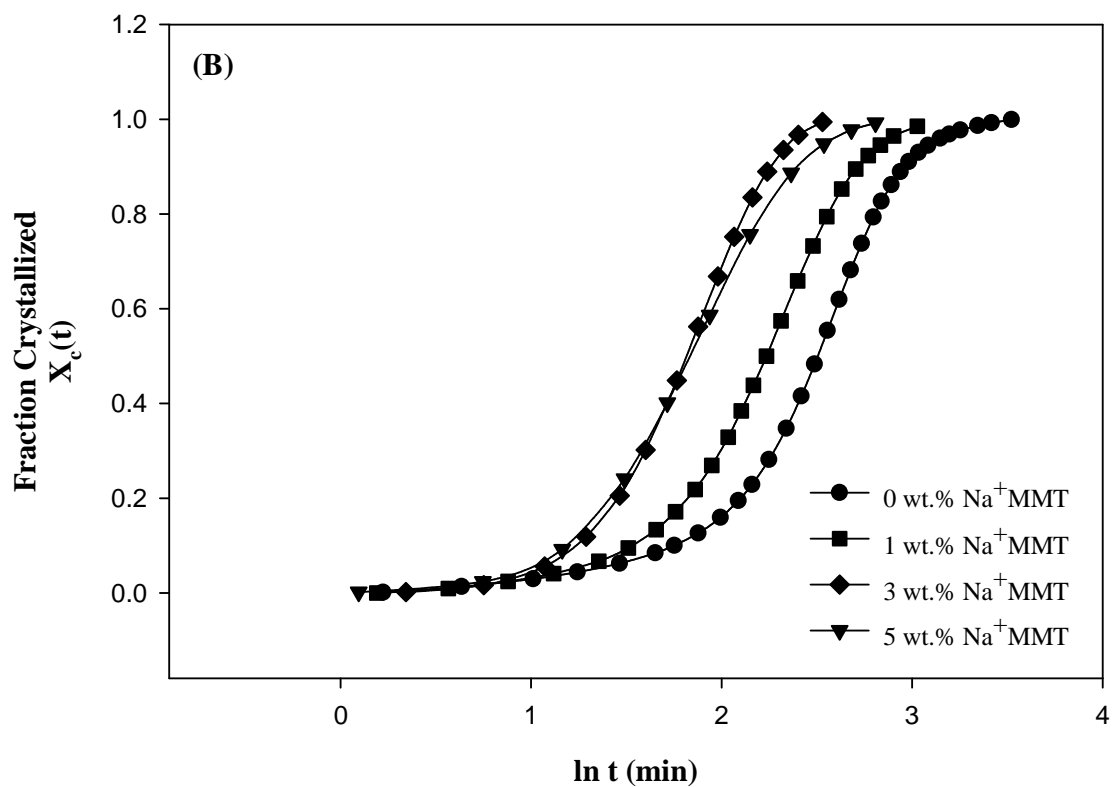 (B)
1.2
1.0
0.8
0.6
0.4
0.2
0.0
Fraction Crystallized
X_c(t)
0 wt.% Na⁺MMT
1 wt.% Na⁺MMT
3 wt.% Na⁺MMT
5 wt.% Na⁺MMT
0 1 2 3 4
ln t (min)